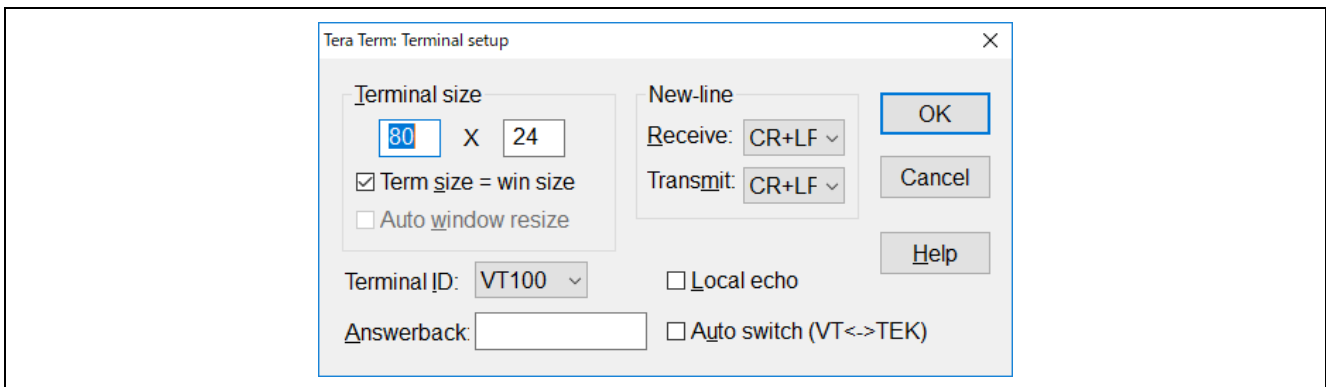 Tera Term: Terminal setup
Terminal size
80 X 24
Term size = win size
Auto window resize
New-line
Receive: CR+LF
Transmit: CR+LF
OK
Cancel
Help
Terminal ID: VT100
Local echo
Answerback:
Auto switch (VT<->TEK)